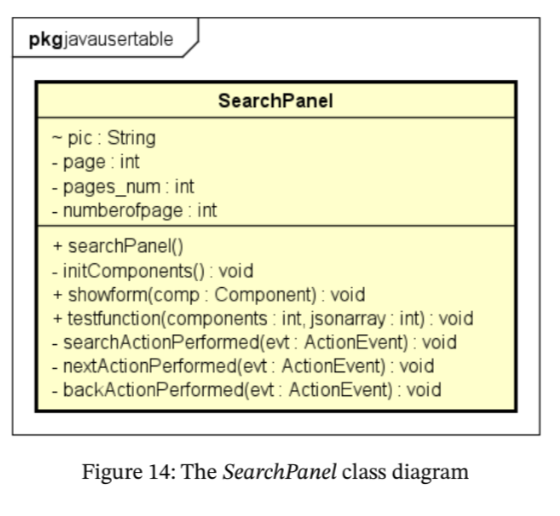 pkgjavausertable
SearchPanel
~ pic : String
- page : int
- pages_num : int
- numberofpage : int
+ searchPanel()
- initComponents() : void
+ showform(comp : Component) : void
+ testfunction(components : int, jsonarray : int) : void
- searchActionPerformed(evt : ActionEvent) : void
- nextActionPerformed(evt : ActionEvent) : void
- backActionPerformed(evt : ActionEvent) : void
Figure 14: The SearchPanel class diagram